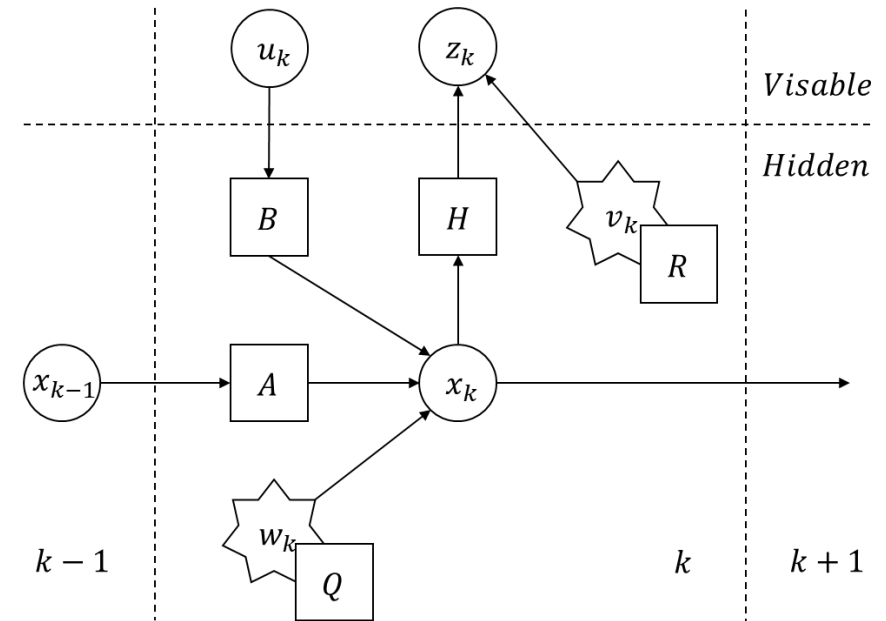 u_k
z_k
Visable
Hidden
B
H
v_k
R
x_{k-1}
A
x_k
w_k
Q
k − 1
k
k + 1